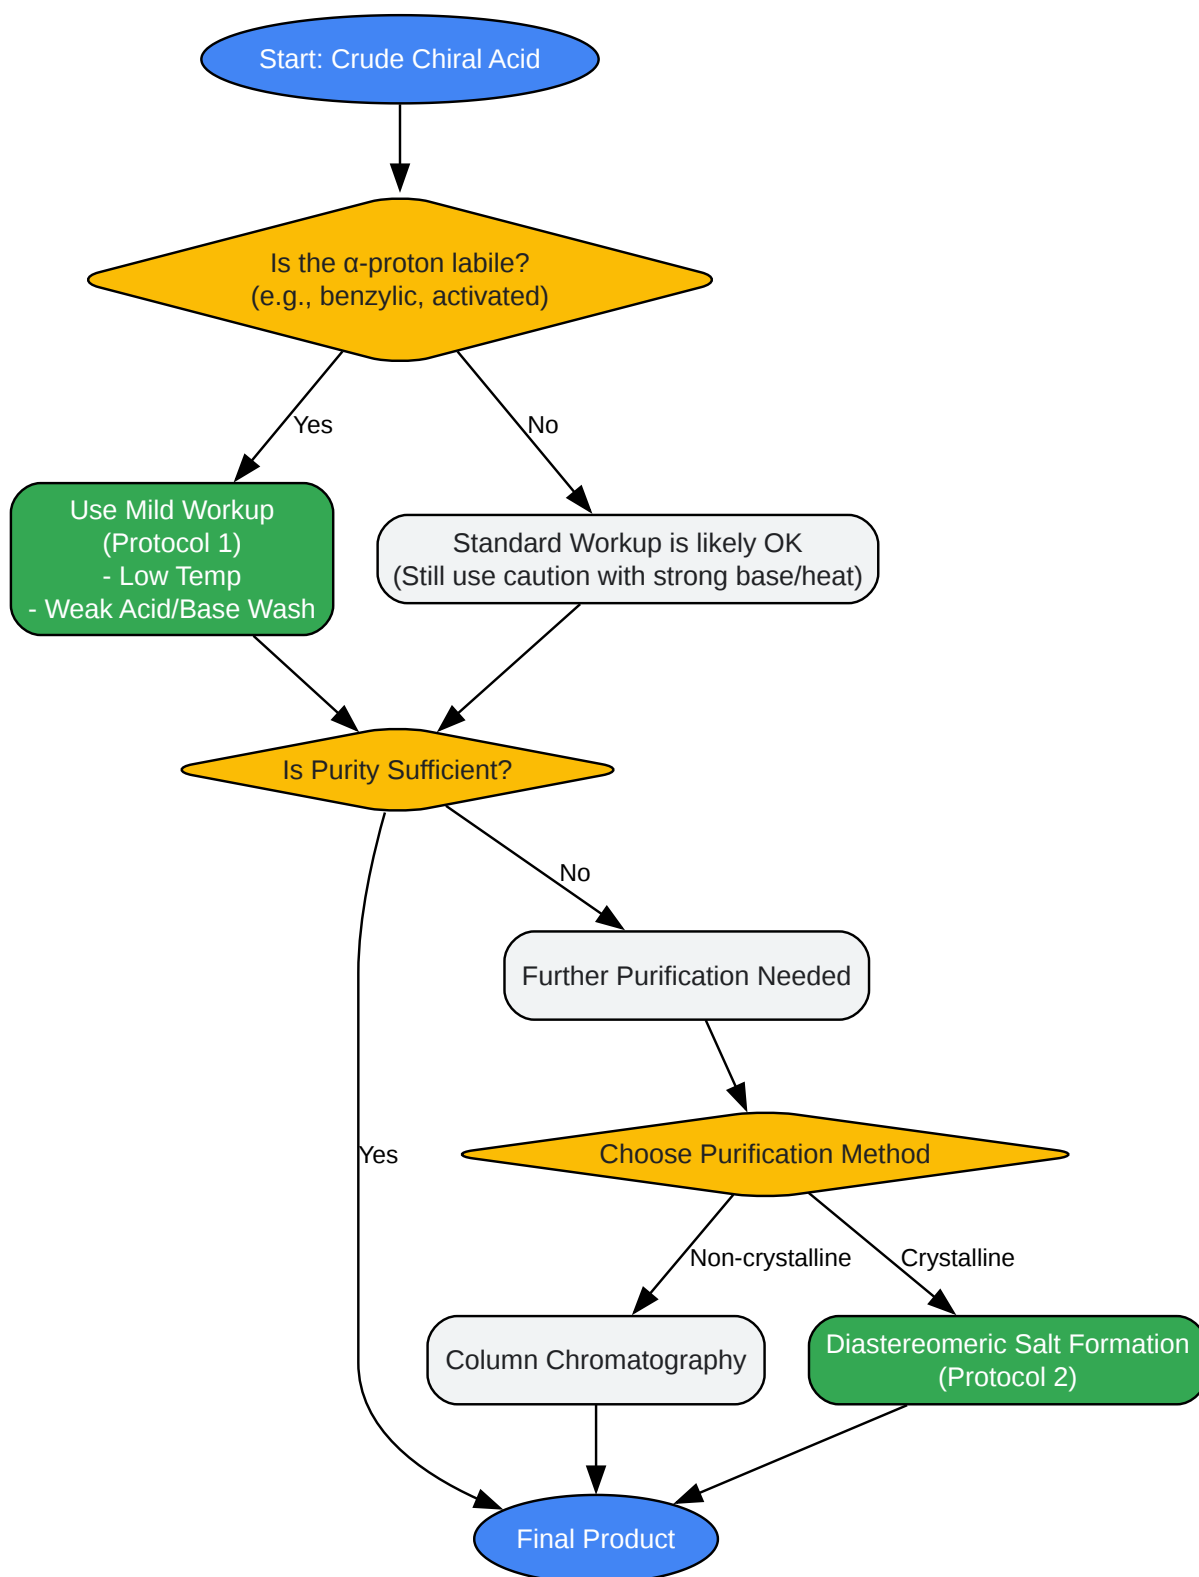 Start: Crude Chiral Acid
Is the α-proton labile?
(e.g., benzylic, activated)
Yes
No
Use Mild Workup
(Protocol 1)
- Low Temp
- Weak Acid/Base Wash
Standard Workup is likely OK
(Still use caution with strong base/heat)
Is Purity Sufficient?
No
Further Purification Needed
Yes
Choose Purification Method
Non-crystalline
Crystalline
Column Chromatography
Diastereomeric Salt Formation
(Protocol 2)
Final Product